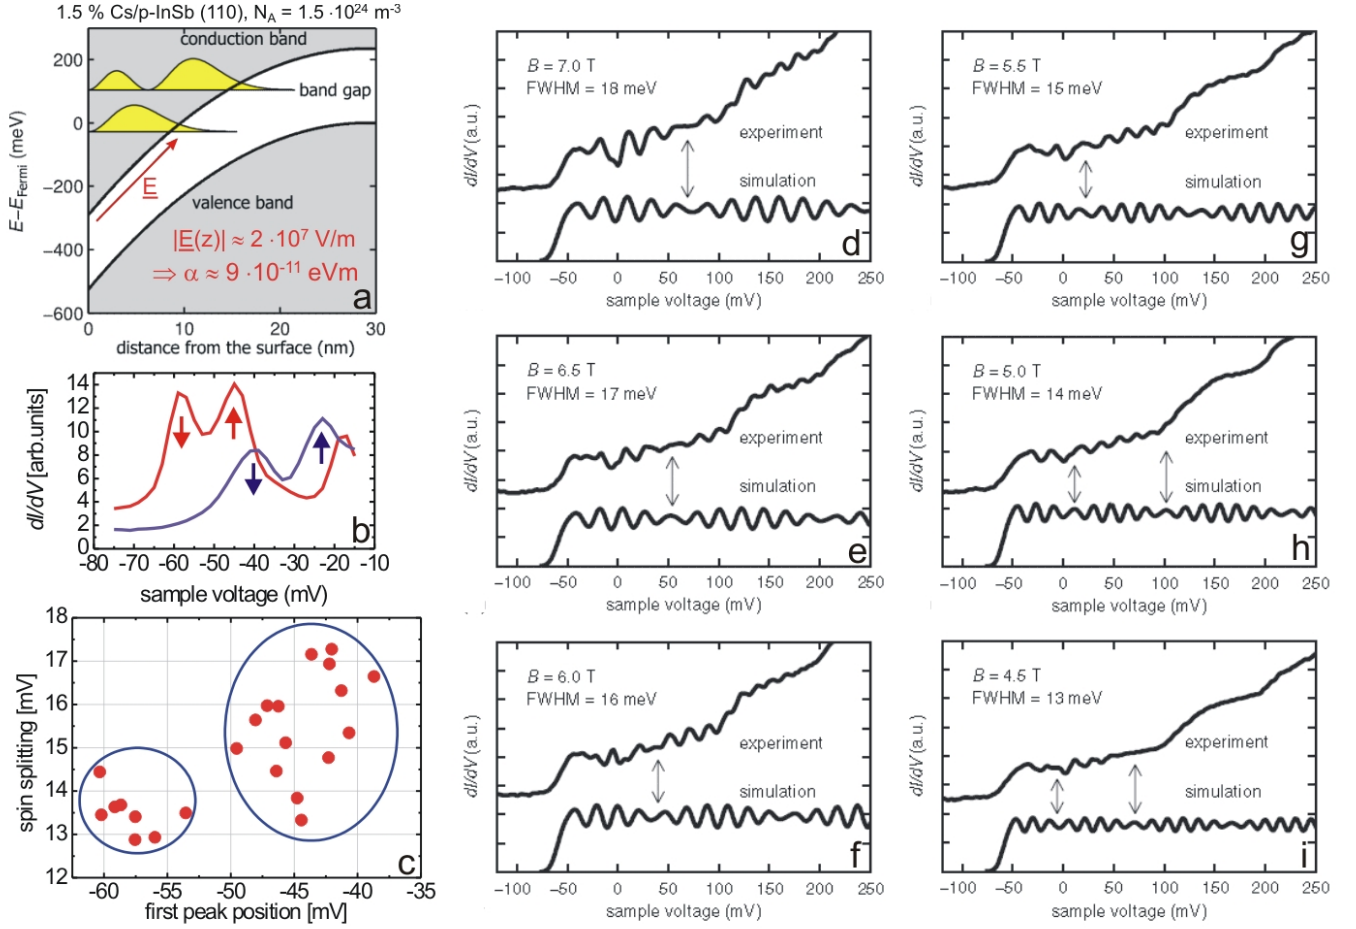 1.5 % Cs/p-InSb (110), N_A = 1.5 ·10^24 m^-3
conduction band
200
0
−200
−400
−600
E−E_Fermi (meV)
band gap
E
valence band
|E(z)| ≈ 2 ·10^7 V/m
⇒ α ≈ 9 ·10^-11 eVm
a
0 10 20 30
distance from the surface (nm)
14
12
10
8
6
4
2
0
dI/dV [arb.units]
b
-80 -70 -60 -50 -40 -30 -20 -10
sample voltage (mV)
18
17
16
15
14
13
12
spin splitting [mV]
c
-60 -55 -50 -45 -40 -35
first peak position [mV]
dI/dV (a.u.)
B = 7.0 T
FWHM = 18 meV
experiment
simulation
d
−100 −50 0 50 100 150 200 250
sample voltage (mV)
dI/dV (a.u.)
B = 6.5 T
FWHM = 17 meV
experiment
simulation
e
−100 −50 0 50 100 150 200 250
sample voltage (mV)
dI/dV (a.u.)
B = 6.0 T
FWHM = 16 meV
experiment
simulation
f
−100 −50 0 50 100 150 200 250
sample voltage (mV)
dI/dV (a.u.)
B = 5.5 T
FWHM = 15 meV
experiment
simulation
g
−100 −50 0 50 100 150 200 250
sample voltage (mV)
dI/dV (a.u.)
B = 5.0 T
FWHM = 14 meV
experiment
simulation
h
−100 −50 0 50 100 150 200 250
sample voltage (mV)
dI/dV (a.u.)
B = 4.5 T
FWHM = 13 meV
experiment
simulation
i
−100 −50 0 50 100 150 200 250
sample voltage (mV)